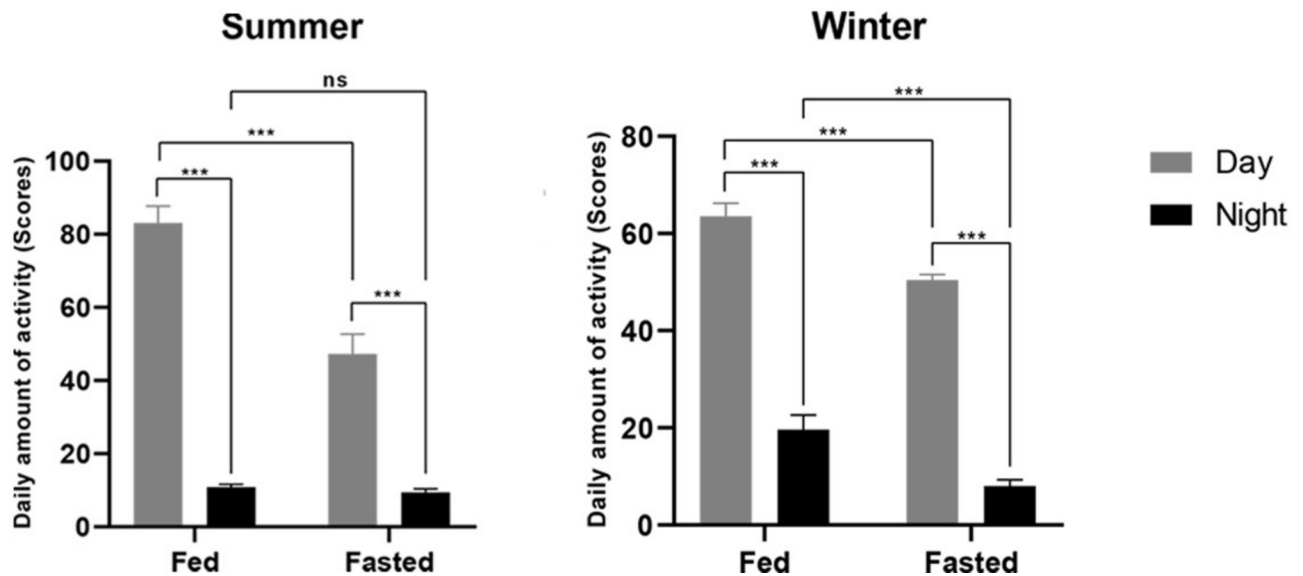 Summer
Daily amount of activity (Scores)
100
80
60
40
20
0
ns
***
***
***
Fed
Fasted
Winter
Daily amount of activity (Scores)
80
60
40
20
0
***
***
***
***
Fed
Fasted
Day
Night